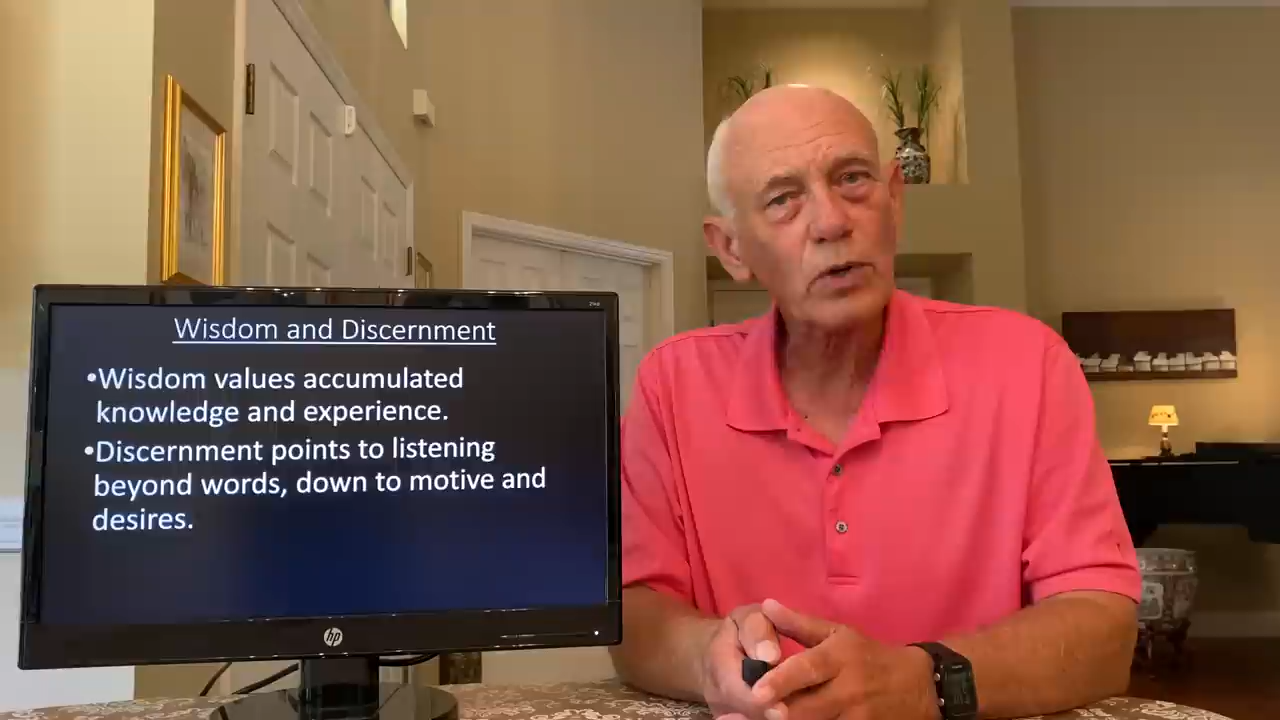 Wisdom and Discernment
•Wisdom values accumulated
knowledge and experience.
•Discernment points to listening
beyond words, down to motive and
desires.
hp